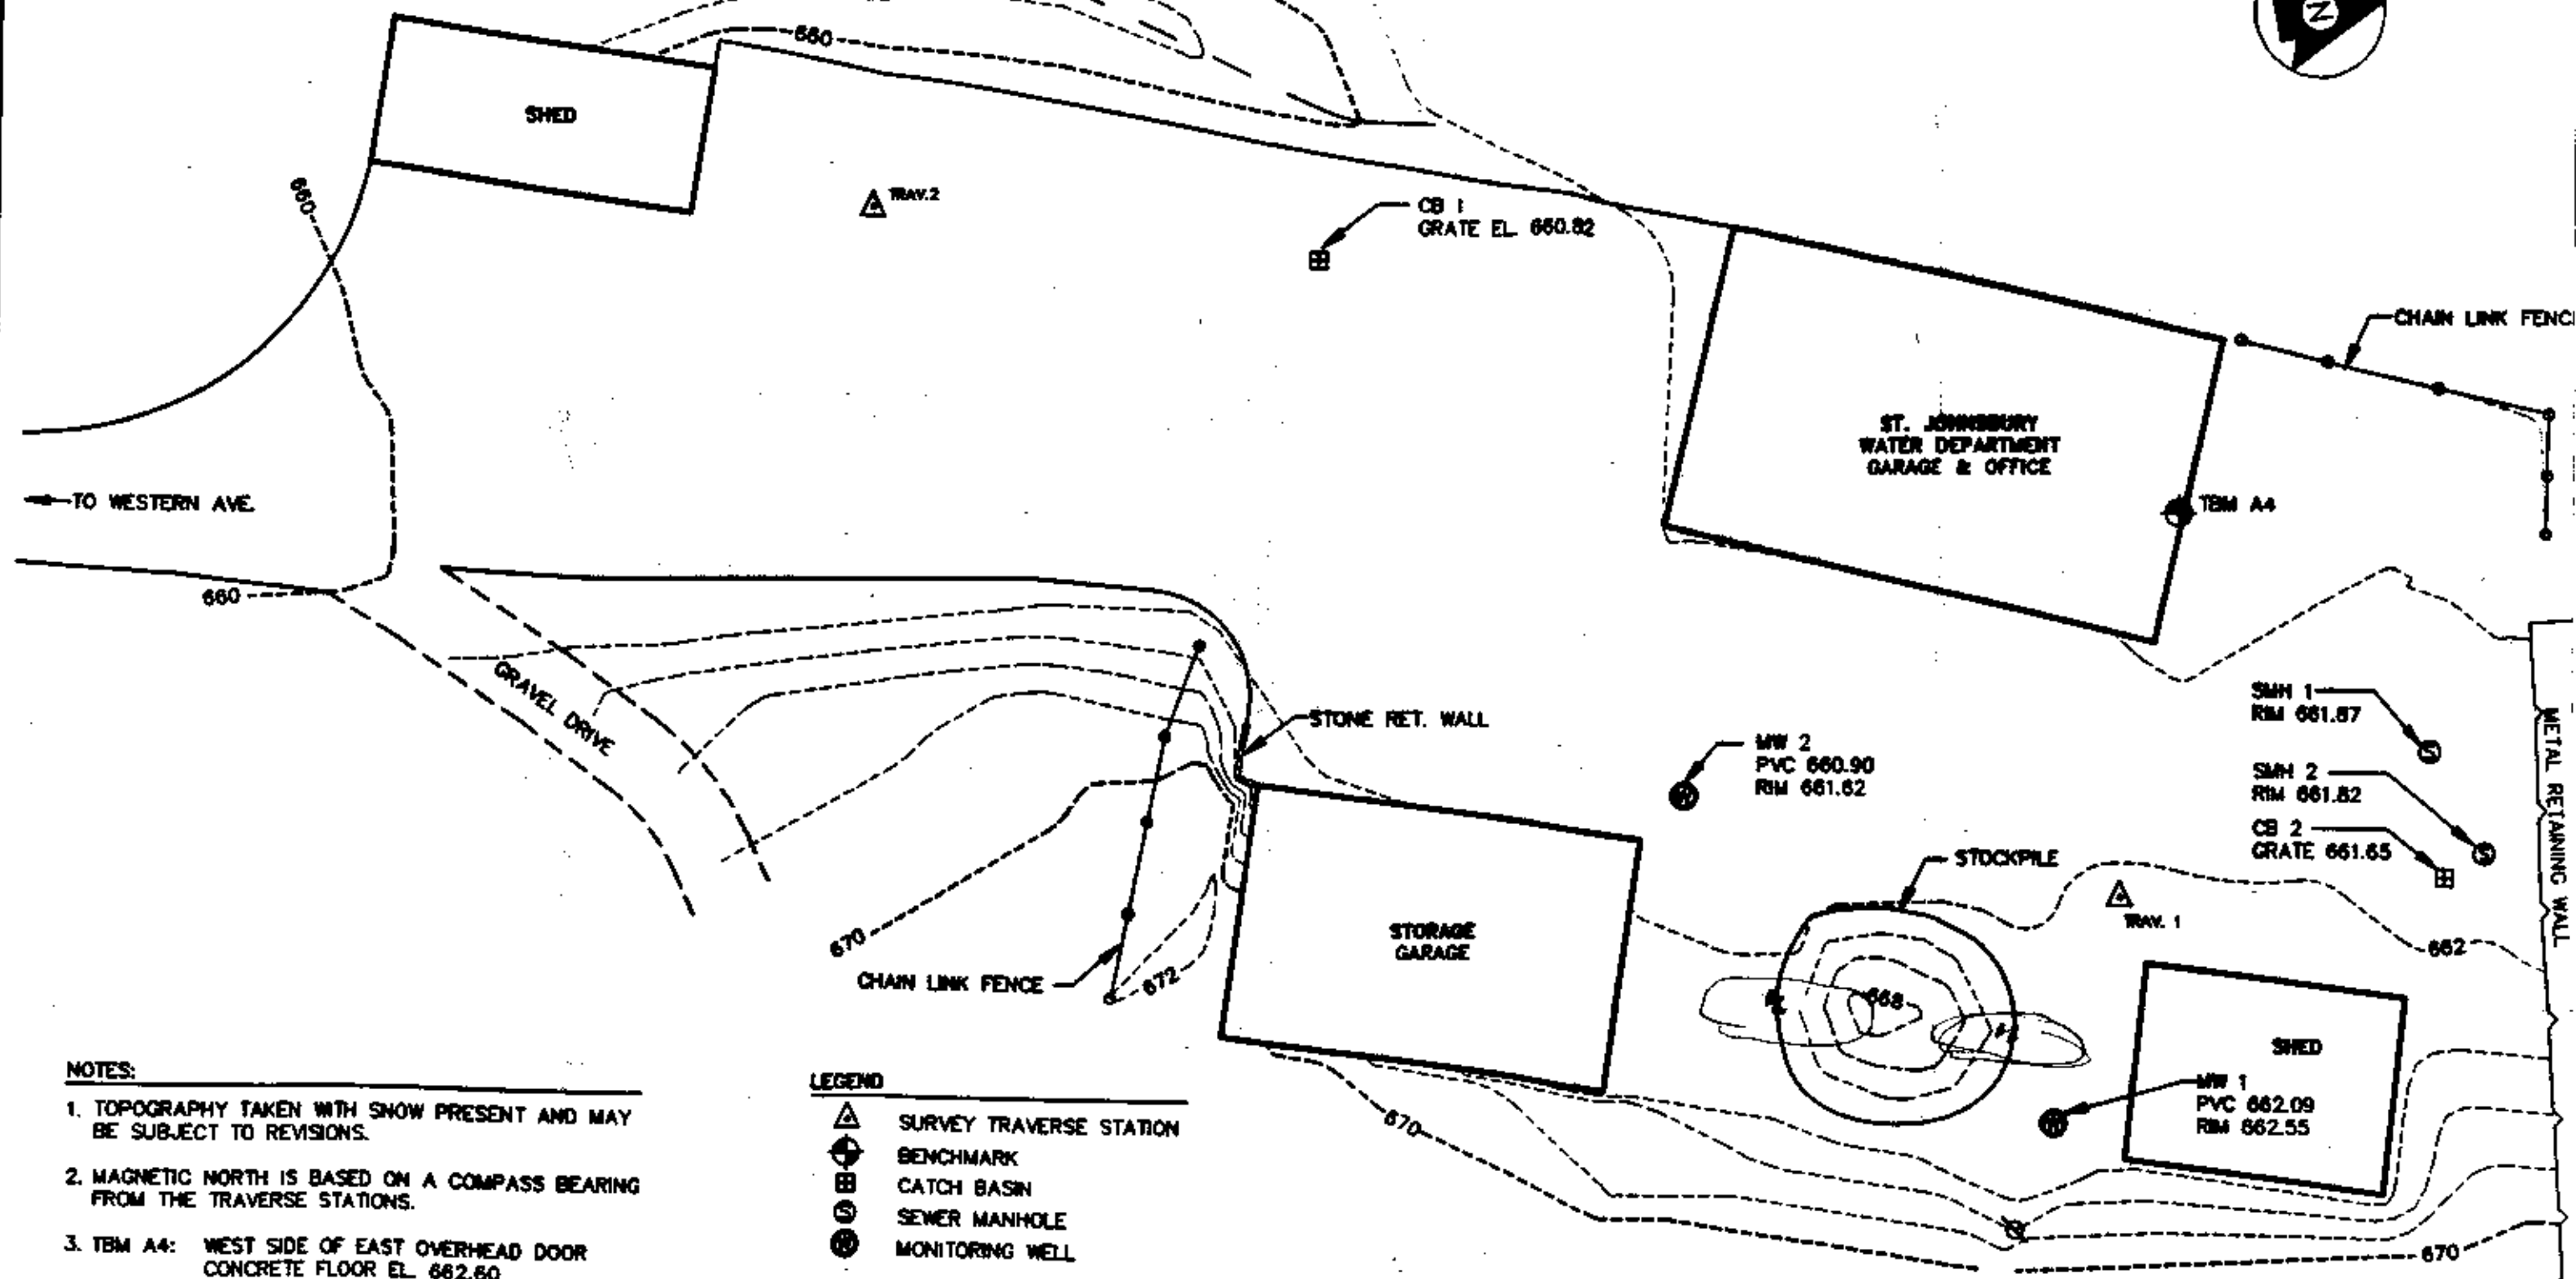 N
660
SHED
660
TRAV.2
CB 1
GRATE EL. 660.82
CHAIN LINK FENC
ST. JOHNSBURY
WATER DEPARTMENT
GARAGE & OFFICE
TBM A4
TO WESTERN AVE.
660
GRAVEL DRIVE
STONE RET. WALL
SMH 1
RIM 661.87
MW 2
PVC 660.90
RIM 661.62
SMH 2
RIM 661.82
CB 2
GRATE 661.65
METAL RETAINING WALL
STOCKPILE
TRAV. 1
670
STORAGE
GARAGE
662
CHAIN LINK FENCE
672
668
SHED
MW 1
PVC 662.09
RIM 662.55
670
670
NOTES:
1. TOPOGRAPHY TAKEN WITH SNOW PRESENT AND MAY
BE SUBJECT TO REVISIONS.
2. MAGNETIC NORTH IS BASED ON A COMPASS BEARING
FROM THE TRAVERSE STATIONS.
3. TBM A4: WEST SIDE OF EAST OVERHEAD DOOR
CONCRETE FLOOR EL. 662.60
LEGEND
SURVEY TRAVERSE STATION
BENCHMARK
CATCH BASIN
S SEWER MANHOLE
MONITORING WELL